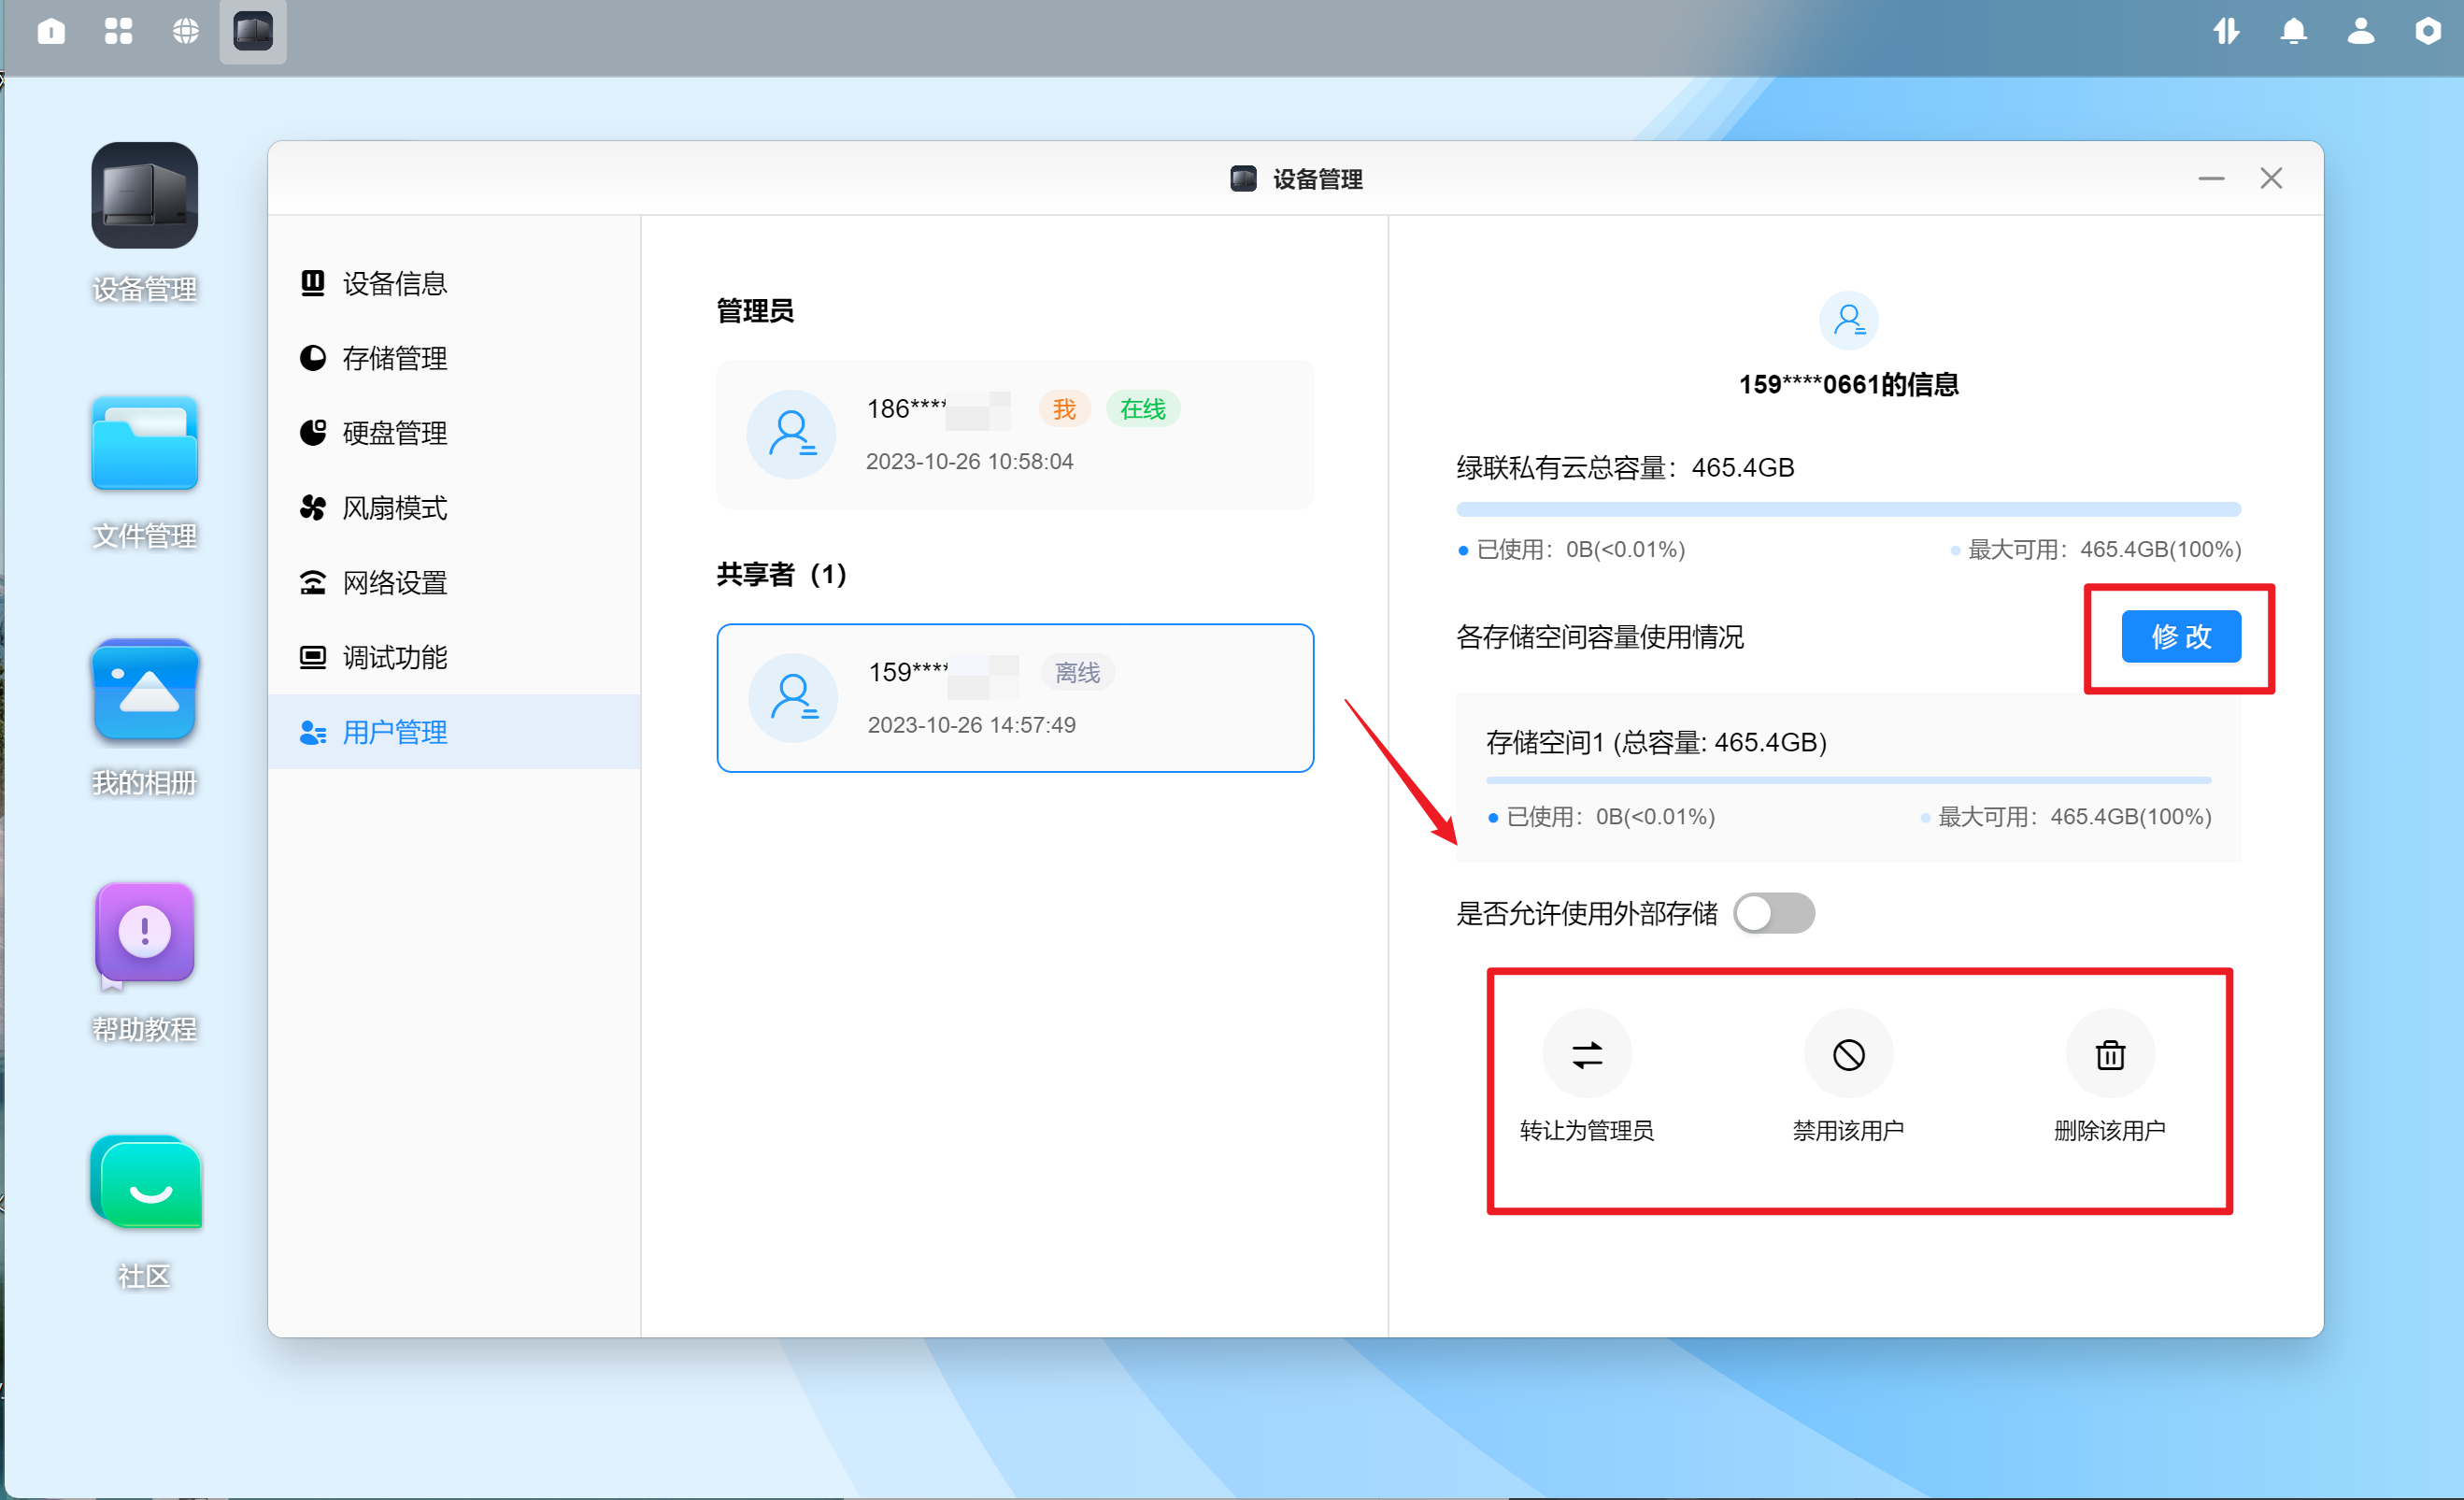 设备管理
文件管理
我的相册
帮助教程
社区
设备管理
设备信息
存储管理
硬盘管理
风扇模式
网络设置
调试功能
用户管理
管理员
186**** 我 在线
2023-10-26 10:58:04
共享者（1）
159**** 离线
2023-10-26 14:57:49
159****0661的信息
绿联私有云总容量：465.4GB
已使用：0B(<0.01%) 最大可用：465.4GB(100%)
各存储空间容量使用情况 修 改
存储空间1 (总容量: 465.4GB)
已使用：0B(<0.01%) 最大可用：465.4GB(100%)
是否允许使用外部存储
转让为管理员 禁用该用户 删除该用户